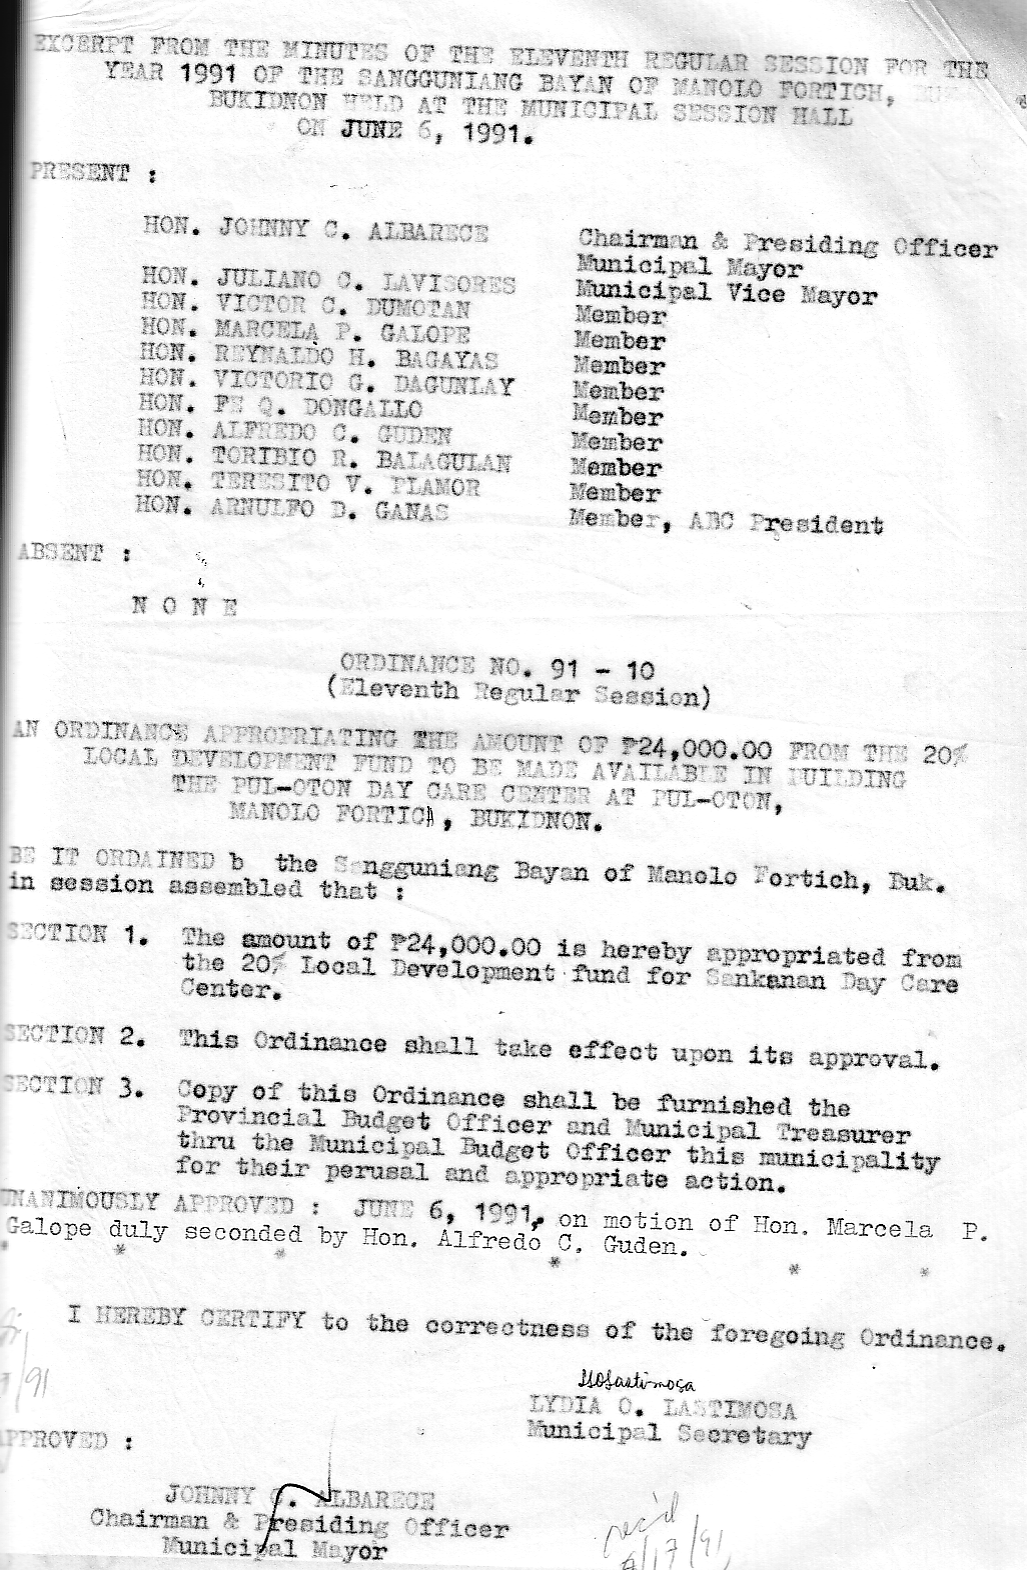 EXCERPT FROM THE MINUTES OF THE ELEVENTH REGULAR SESSION FOR THE
YEAR 1991 OF THE SANGGUNIANG BAYAN OF MANOLO FORTICH,
BUKIDNON HELD AT THE MUNICIPAL SESSION HALL
ON JUNE 6, 1991.
PRESENT :
HON. JOHNNY C. ALBARECE Chairman & Presiding Officer
Municipal Mayor
HON. JULIANO C. LAVISORES Municipal Vice Mayor
HON. VICTOR C. DUMOTAN Member
HON. MARCELA P. GALOPE Member
HON. REYNALDO H. BAGAYAS Member
HON. VICTORIO G. DAGUNLAY Member
HON. FE Q. DONGALLO Member
HON. ALFREDO C. GUDEN Member
HON. TORIBIO R. BALAGULAN Member
HON. TERESITO V. PLAMOR Member
HON. ARNULFO D. GANAS Member, ABC President
ABSENT :
N O N E
ORDINANCE NO. 91 - 10
(Eleventh Regular Session)
AN ORDINANCE APPROPRIATING THE AMOUNT OF ₱24,000.00 FROM THE 20%
LOCAL DEVELOPMENT FUND TO BE MADE AVAILABLE IN BUILDING
THE PUL-OTON DAY CARE CENTER AT PUL-OTON,
MANOLO FORTICH, BUKIDNON.
BE IT ORDAINED b the Sangguniang Bayan of Manolo Fortich, Buk.
in session assembled that :
SECTION 1. The amount of ₱24,000.00 is hereby appropriated from
the 20% Local Development fund for Sankanan Day Care
Center.
SECTION 2. This Ordinance shall take effect upon its approval.
SECTION 3. Copy of this Ordinance shall be furnished the
Provincial Budget Officer and Municipal Treasurer
thru the Municipal Budget Officer this municipality
for their perusal and appropriate action.
UNANIMOUSLY APPROVED : JUNE 6, 1991, on motion of Hon. Marcela P.
Galope duly seconded by Hon. Alfredo C. Guden.
* * * * *
I HEREBY CERTIFY to the correctness of the foregoing Ordinance.
/91
LOLastimosa
LYDIA O. LASTIMOSA
Municipal Secretary
APPROVED :
JOHNNY C. ALBARECE
Chairman & Presiding Officer
Municipal Mayor
rec'd
/17/91